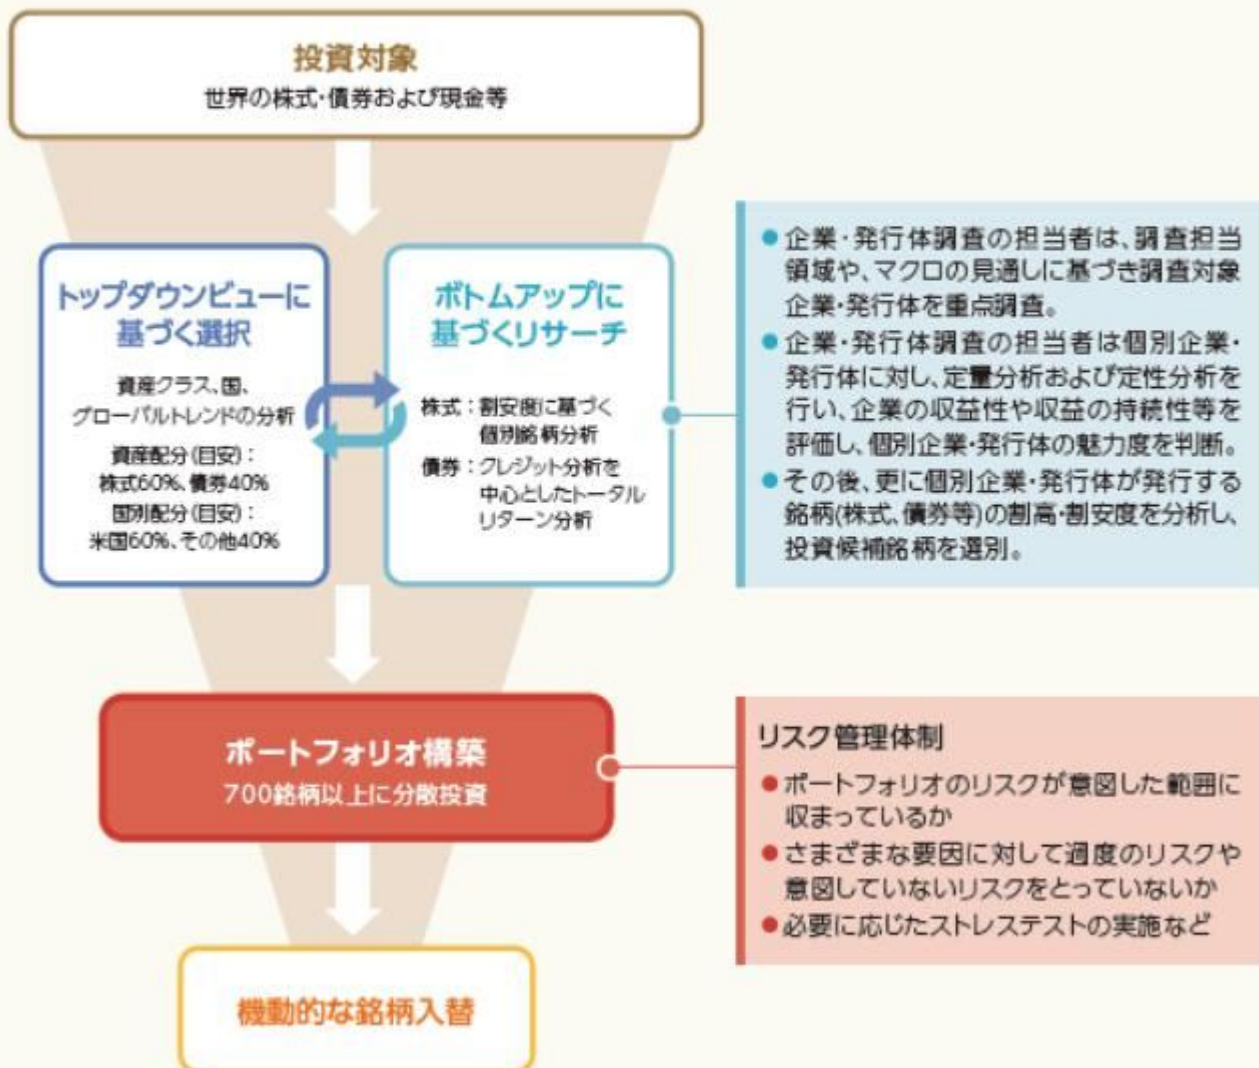 投資対象
世界の株式・債券および現金等
トップダウンビューに
基づく選択
資産クラス、国、
グローバルトレンドの分析
資産配分(目安)：
株式60%、債券40%
国別配分(目安)：
米国60%、その他40%
ボトムアップに
基づくリサーチ
株式：割安度に基づく
個別銘柄分析
債券：クレジット分析を
中心としたトータル
リターン分析
●企業・発行体調査の担当者は、調査担当
領域や、マクロの見通しに基づき調査対象
企業・発行体を重点調査。
●企業・発行体調査の担当者は個別企業・
発行体に対し、定量分析および定性分析を
行い、企業の収益性や収益の持続性等を
評価し、個別企業・発行体の魅力度を判断。
●その後、更に個別企業・発行体が発行する
銘柄(株式、債券等)の割高・割安度を分析し、
投資候補銘柄を選別。
ポートフォリオ構築
700銘柄以上に分散投資
リスク管理体制
●ポートフォリオのリスクが意図した範囲に
収まっているか
●さまざまな要因に対して過度のリスクや
意図していないリスクをとっていないか
●必要に応じたストレステストの実施など
機動的な銘柄入替